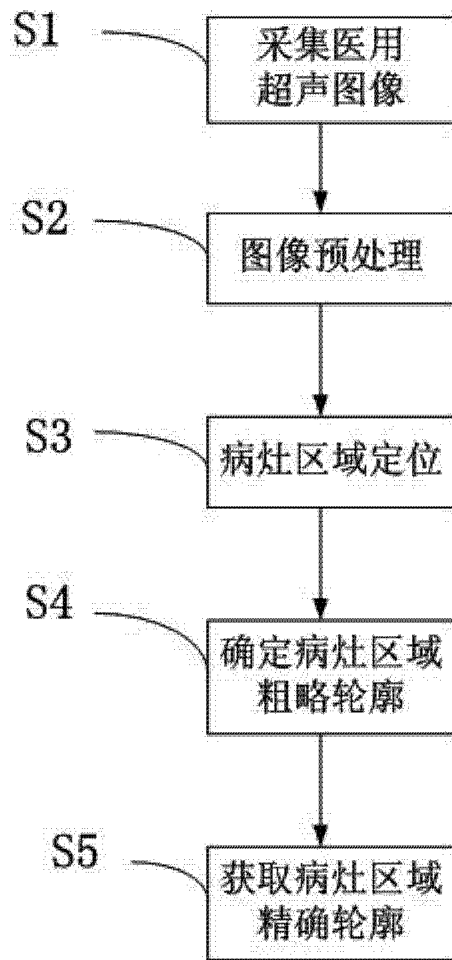 S1
采集医用
超声图像
S2
图像预处理
S3
病灶区域定位
S4
确定病灶区域
粗略轮廓
S5
获取病灶区域
精确轮廓